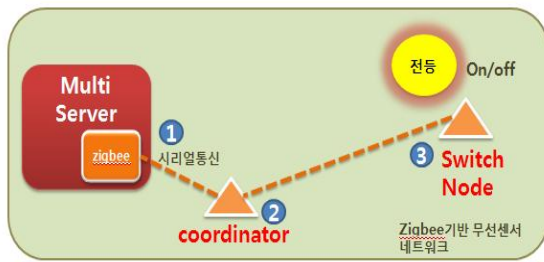 전등
On/off
Multi
Server
zigbee
1
시리얼통신
2
coordinator
3
Switch
Node
Zigbee기반 무선센서
네트워크